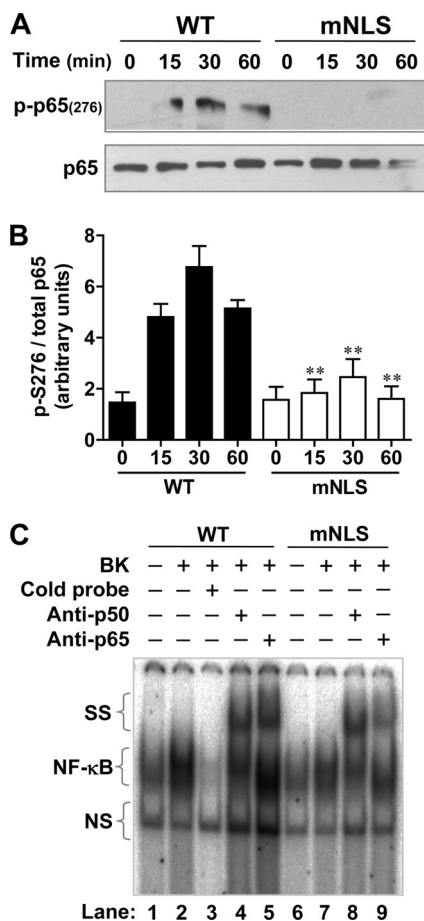 A
WT mNLS
Time (min) 0 15 30 60 0 15 30 60
p-p65(276)
p65
B
p-S276 / total p65
(arbitrary units)
8
6
4
2
0
** ** **
0 15 30 60 0 15 30 60
WT mNLS
C
WT mNLS
BK − + + + + − + + +
Cold probe − − + − − − − − −
Anti-p50 − − − + − − − + −
Anti-p65 − − − − + − − − +
SS
NF-κB
NS
Lane: 1 2 3 4 5 6 7 8 9